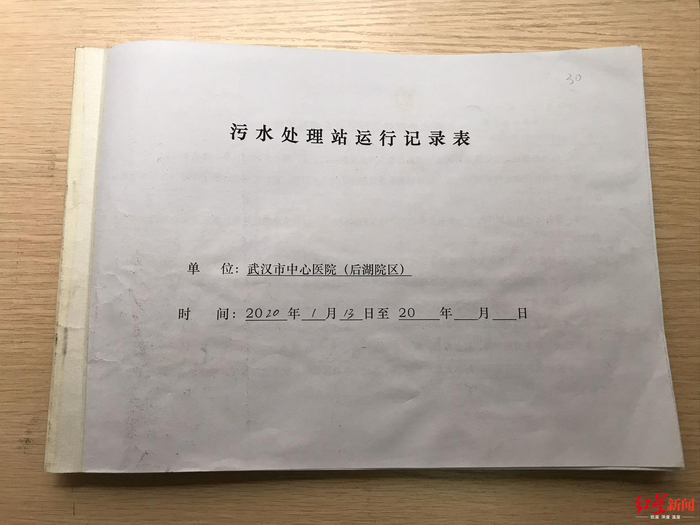 30
污水处理站运行记录表
单 位：武汉市中心医院（后湖院区）
时 间：2020年1月13日至 20 年 月 日
红星新闻